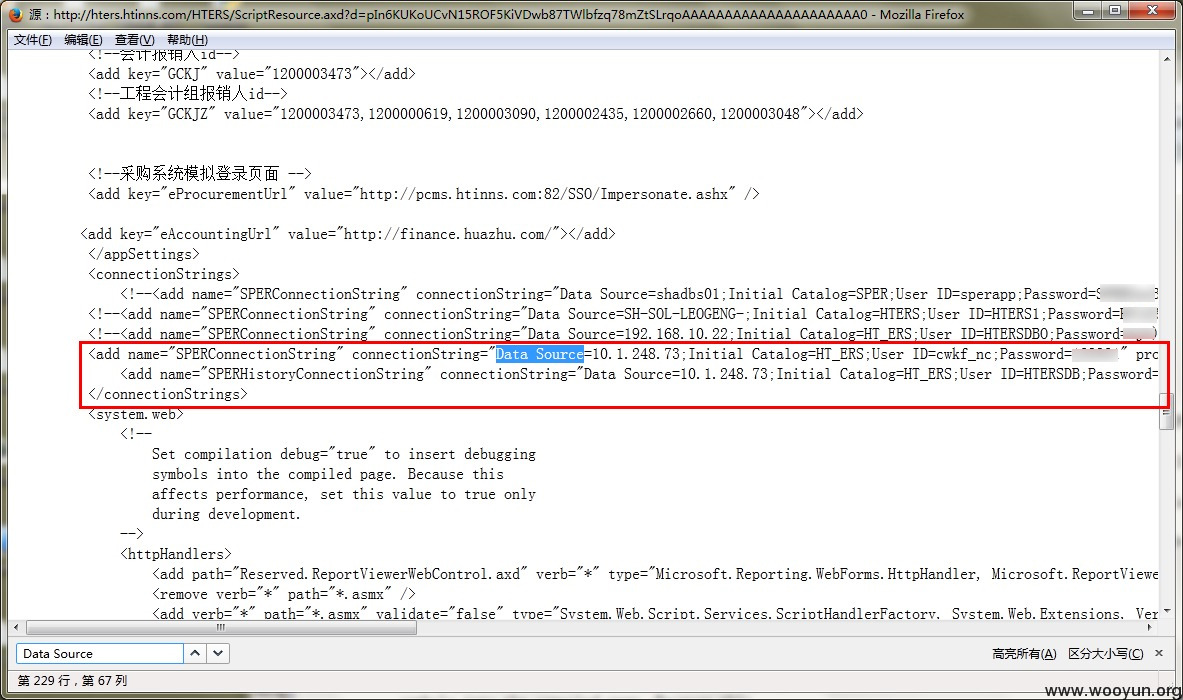 源：http://hters.htinns.com/HTERS/ScriptResource.axd?d=pIn6KUKoUCvN15ROF5KiVDwb87TWlbfzq78mZtSLrqoAAAAAAAAAAAAAAAAAAAAAA0 - Mozilla Firefox
文件(F) 编辑(E) 查看(V) 帮助(H)
<!--会计报销人id-->
<add key="GCKJ" value="1200003473"></add>
<!--工程会计组报销人id-->
<add key="GCKJZ" value="1200003473,1200000619,1200003090,1200002435,1200002660,1200003048"></add>
<!--采购系统模拟登录页面 -->
<add key="eProcurementUrl" value="http://pcms.htinns.com:82/SSO/Impersonate.ashx" />
<add key="eAccountingUrl" value="http://finance.huazhu.com/"></add>
</appSettings>
<connectionStrings>
<!--<add name="SPERConnectionString" connectionString="Data Source=shadbs01;Initial Catalog=SPER;User ID=sperapp;Password=
<!--<add name="SPERConnectionString" connectionString="Data Source=SH-SOL-LEOGENG-;Initial Catalog=HTERS;User ID=HTERS1;Password=
<!--<add name="SPERConnectionString" connectionString="Data Source=192.168.10.22;Initial Catalog=HT_ERS;User ID=HTERSDBO;Password=
<add name="SPERConnectionString" connectionString="Data Source=10.1.248.73;Initial Catalog=HT_ERS;User ID=cwkf_nc;Password= " pro
<add name="SPERHistoryConnectionString" connectionString="Data Source=10.1.248.73;Initial Catalog=HT_ERS;User ID=HTERSDB;Password=
</connectionStrings>
<system.web>
<!--
Set compilation debug="true" to insert debugging
symbols into the compiled page. Because this
affects performance, set this value to true only
during development.
-->
<httpHandlers>
<add path="Reserved.ReportViewerWebControl.axd" verb="*" type="Microsoft.Reporting.WebForms.HttpHandler, Microsoft.ReportViewe
<remove verb="*" path="*.asmx" />
<add verb="*" path="*.asmx" validate="false" type="System.Web.Script.Services.ScriptHandlerFactory, System.Web.Extensions, Ver
Data Source
高亮所有(A) 区分大小写(C)
第 229 行，第 67 列
www.wooyun.org